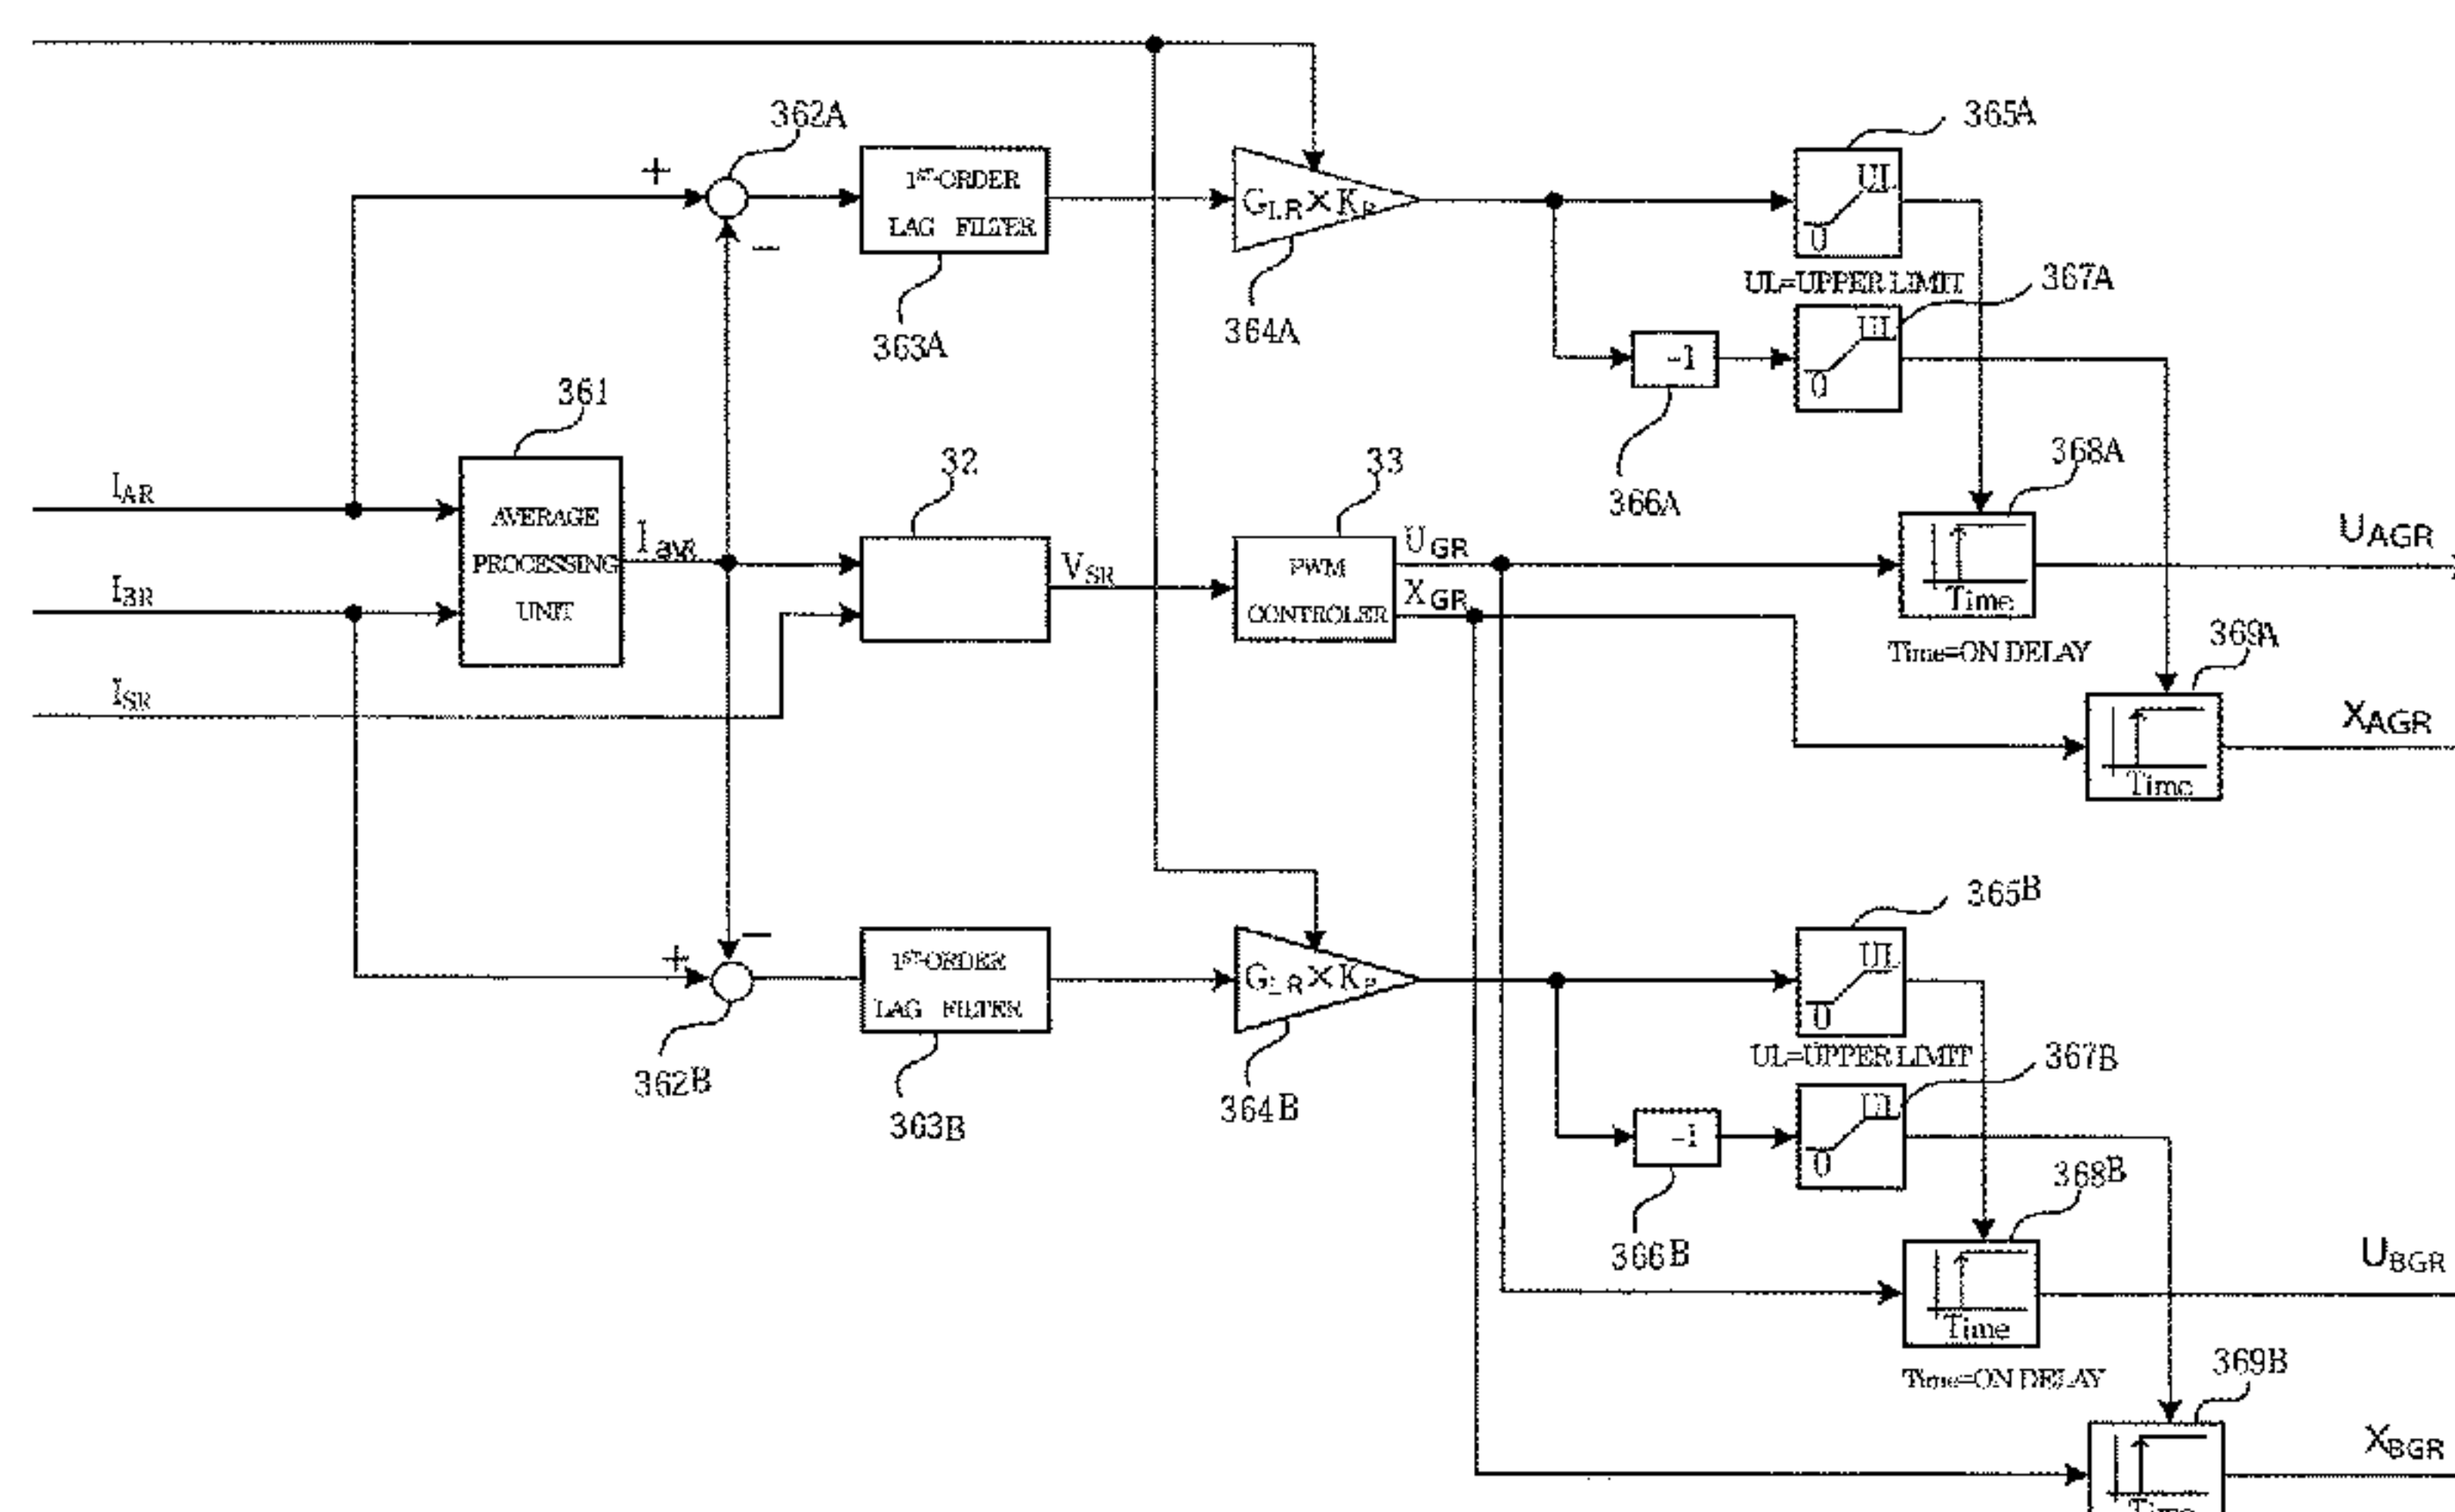 362A
365A
+
1ST-ORDER
LAG FILTER
UL
0
−
GLR×KP
UL=UPPER LIMIT
367A
363A
364A
UL
0
-1
361
366A
368A
IAR
32
33
AVERAGE
PROCESSING
UNIT
IavR
UGR
UAGR
IBR
VSR
PWM
CONTROLER
XGR
Time
Time=ON DELAY
369A
ISR
XAGR
Time
365B
−
+
1ST-ORDER
LAG FILTER
GLR×KP
UL
0
UL=UPPER LIMIT
367B
362B
363B
364B
UL
0
-1
368B
366B
UBGR
Time
Time=ON DELAY
369B
XBGR
Time